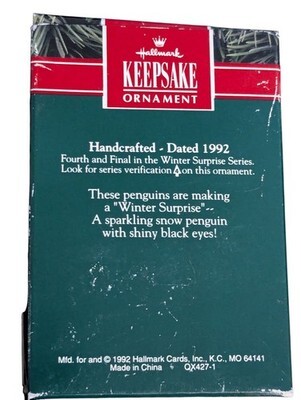 Hallmark
KEEPSAKE
ORNAMENT
Handcrafted - Dated 1992
Fourth and Final in the Winter Surprise Series.
Look for series verification on this ornament.
These penguins are making
a "Winter Surprise"--
A sparkling snow penguin
with shiny black eyes!
Mfd. for and © 1992 Hallmark Cards, Inc., K.C., MO 64141
Made in China QX427-1